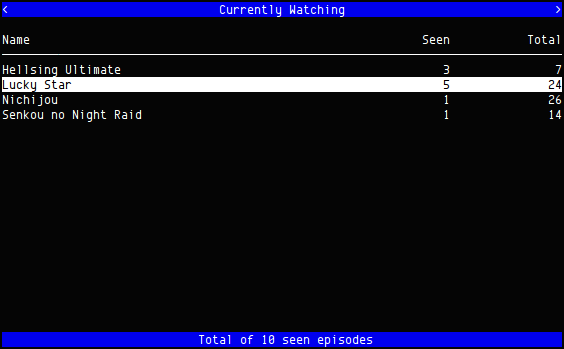 < Currently Watching >
Name Seen Total
Hellsing Ultimate 3 7
Lucky Star 5 24
Nichijou 1 26
Senkou no Night Raid 1 14
Total of 10 seen episodes